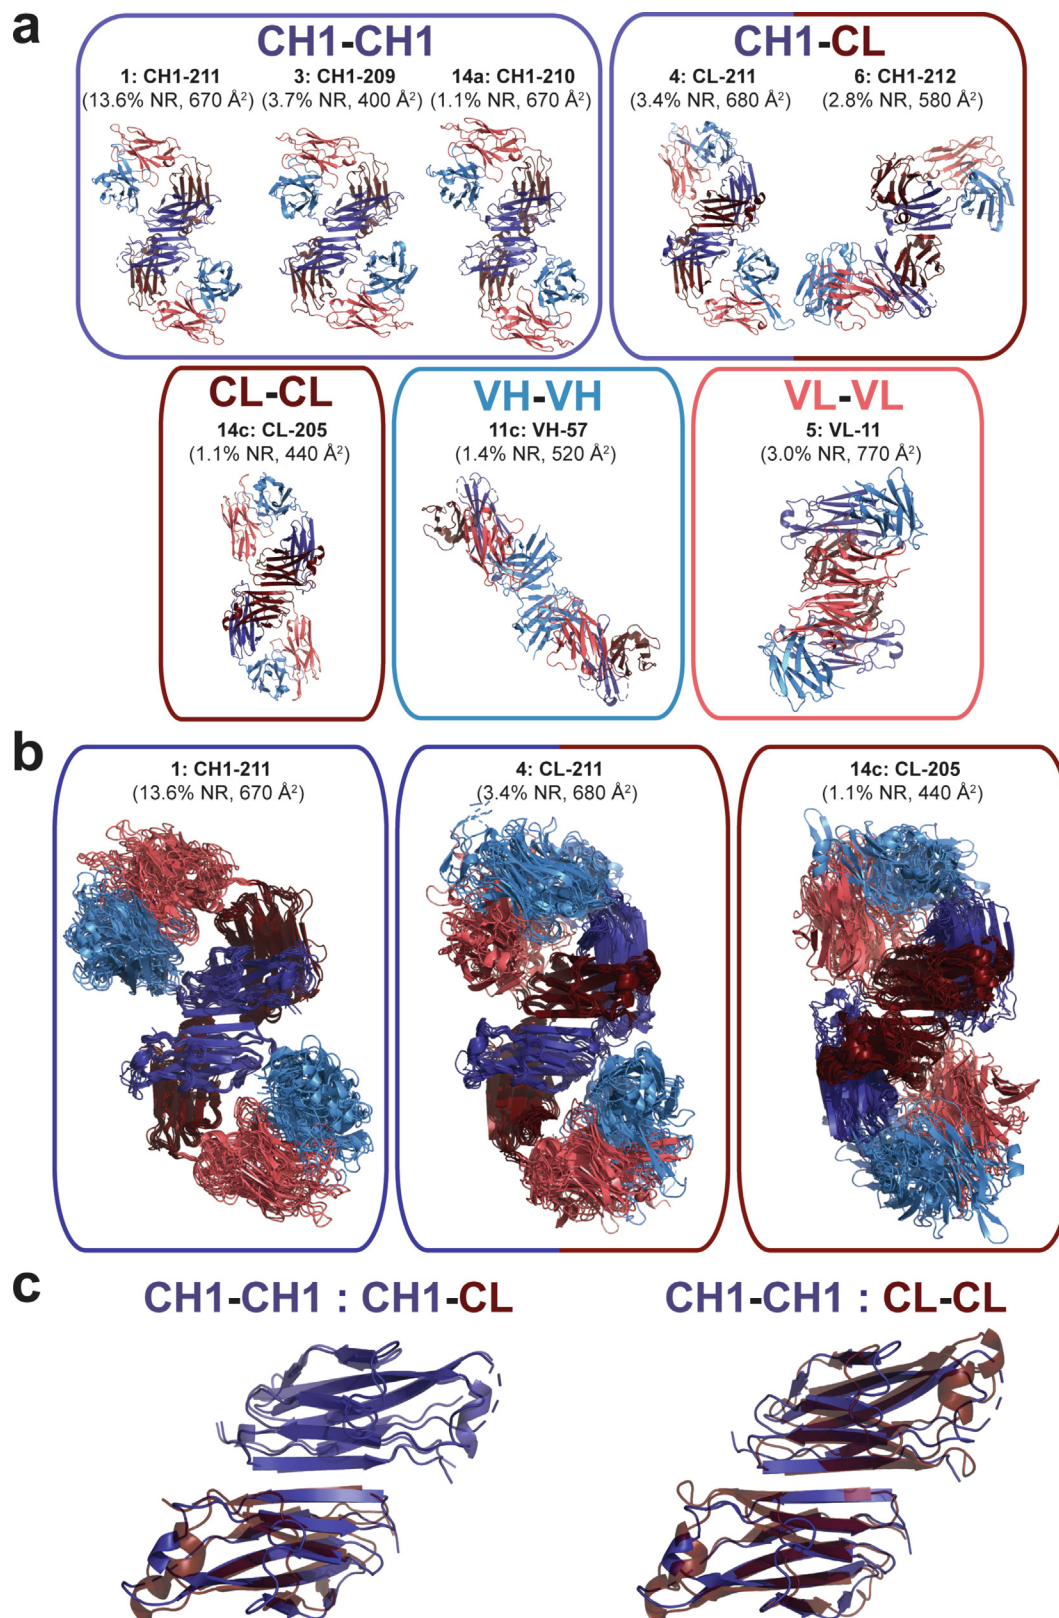 a
CH1-CH1
1: CH1-211
(13.6% NR, 670 Å²)
3: CH1-209
(3.7% NR, 400 Å²)
14a: CH1-210
(1.1% NR, 670 Å²)
CH1-CL
4: CL-211
(3.4% NR, 680 Å²)
6: CH1-212
(2.8% NR, 580 Å²)
CL-CL
14c: CL-205
(1.1% NR, 440 Å²)
VH-VH
11c: VH-57
(1.4% NR, 520 Å²)
VL-VL
5: VL-11
(3.0% NR, 770 Å²)
b
1: CH1-211
(13.6% NR, 670 Å²)
4: CL-211
(3.4% NR, 680 Å²)
14c: CL-205
(1.1% NR, 440 Å²)
c
CH1-CH1 : CH1-CL
CH1-CH1 : CL-CL